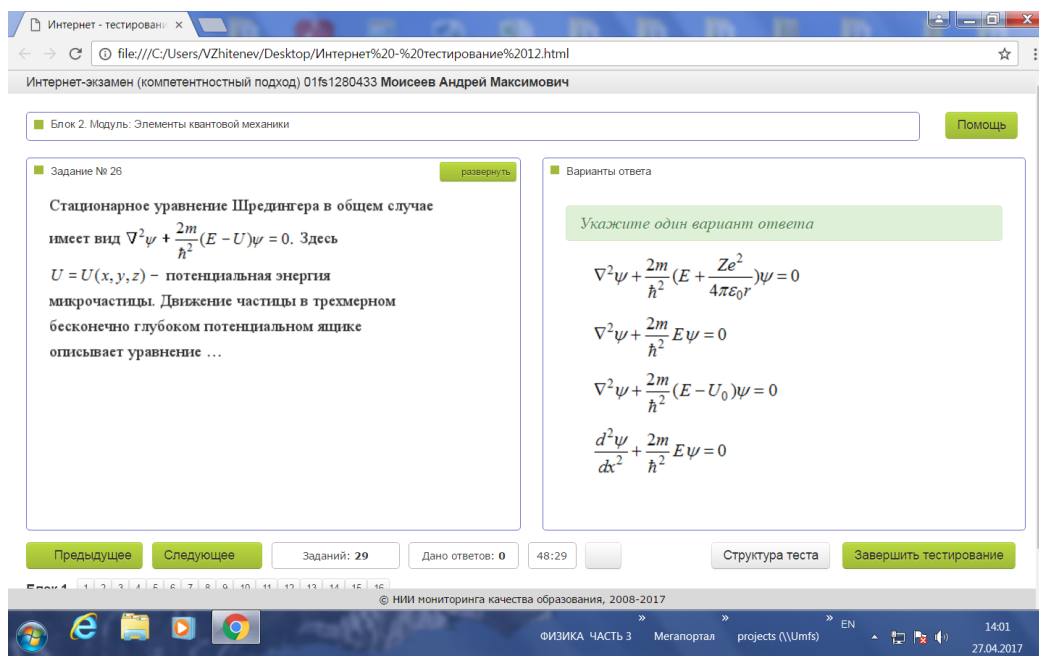 Интернет - тестировани
file:///C:/Users/VZhitenev/Desktop/Интернет%20-%20тестирование%2012.html
Интернет-экзамен (компетентностный подход) 01fs1280433 Моисеев Андрей Максимович
Блок 2. Модуль: Элементы квантовой механики
Помощь
Задание № 26
развернуть
Стационарное уравнение Шредингера в общем случае
имеет вид ∇²ψ + 2m/ħ² (E − U)ψ = 0. Здесь
U = U(x, y, z) − потенциальная энергия
микрочастицы. Движение частицы в трехмерном
бесконечно глубоком потенциальном ящике
описывает уравнение …
Варианты ответа
Укажите один вариант ответа
∇²ψ + 2m/ħ² (E + Ze²/4πε₀r)ψ = 0
∇²ψ + 2m/ħ² Eψ = 0
∇²ψ + 2m/ħ² (E − U₀)ψ = 0
d²ψ/dx² + 2m/ħ² Eψ = 0
Предыдущее
Следующее
Заданий: 29
Дано ответов: 0
48:29
Структура теста
Завершить тестирование
Блок 1 1 2 3 4 5 6 7 8 9 10 11 12 13 14 15 16
© НИИ мониторинга качества образования, 2008-2017
ФИЗИКА ЧАСТЬ 3 » Мегапортал » projects (\\Umfs) » EN
14:01
27.04.2017